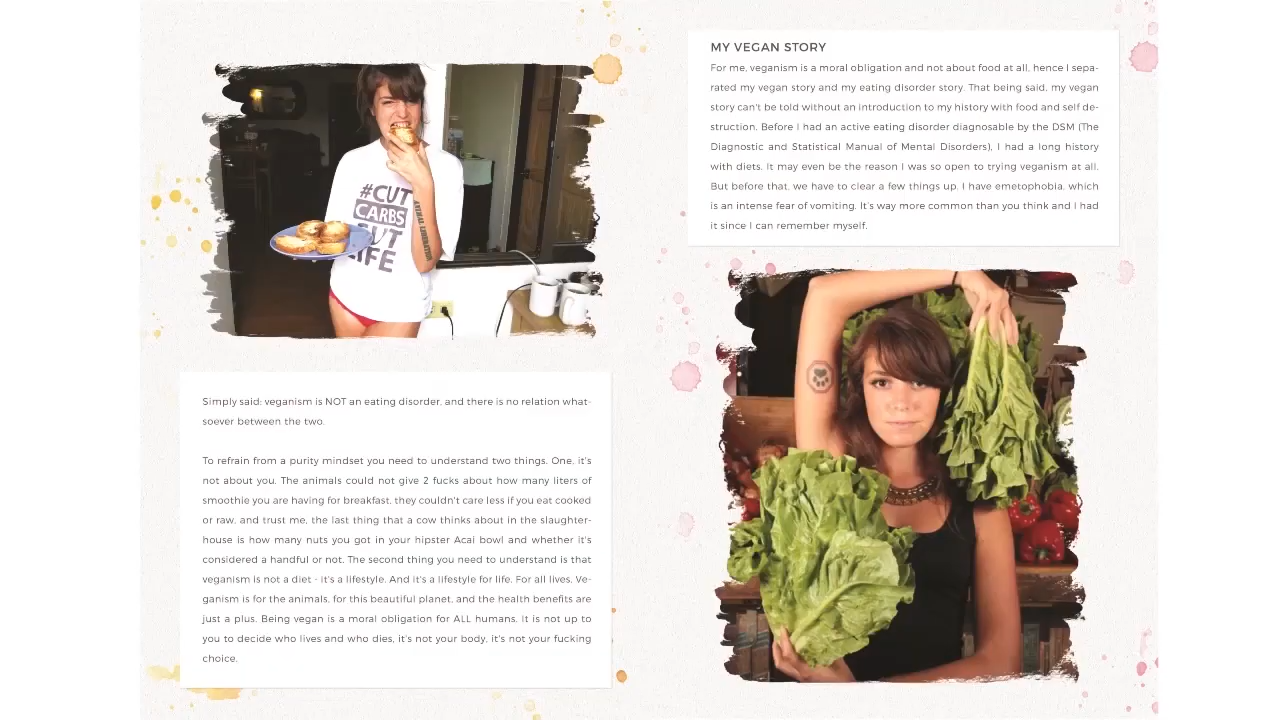 #CUT
CARBS
CUT
LIFE
Simply said: veganism is NOT an eating disorder, and there is no relation what-
soever between the two.
To refrain from a purity mindset you need to understand two things. One, it's
not about you. The animals could not give 2 fucks about how many liters of
smoothie you are having for breakfast, they couldn't care less if you eat cooked
or raw, and trust me, the last thing that a cow thinks about in the slaughter-
house is how many nuts you got in your hipster Acai bowl and whether it's
considered a handful or not. The second thing you need to understand is that
veganism is not a diet - it's a lifestyle. And it's a lifestyle for life. For all lives. Ve-
ganism is for the animals, for this beautiful planet, and the health benefits are
just a plus. Being vegan is a moral obligation for ALL humans. It is not up to
you to decide who lives and who dies, it's not your body, it's not your fucking
choice.
MY VEGAN STORY
For me, veganism is a moral obligation and not about food at all, hence I sepa-
rated my vegan story and my eating disorder story. That being said, my vegan
story can't be told without an introduction to my history with food and self de-
struction. Before I had an active eating disorder diagnosable by the DSM (The
Diagnostic and Statistical Manual of Mental Disorders), I had a long history
with diets. It may even be the reason I was so open to trying veganism at all.
But before that, we have to clear a few things up. I have emetophobia, which
is an intense fear of vomiting. It's way more common than you think and I had
it since I can remember myself.